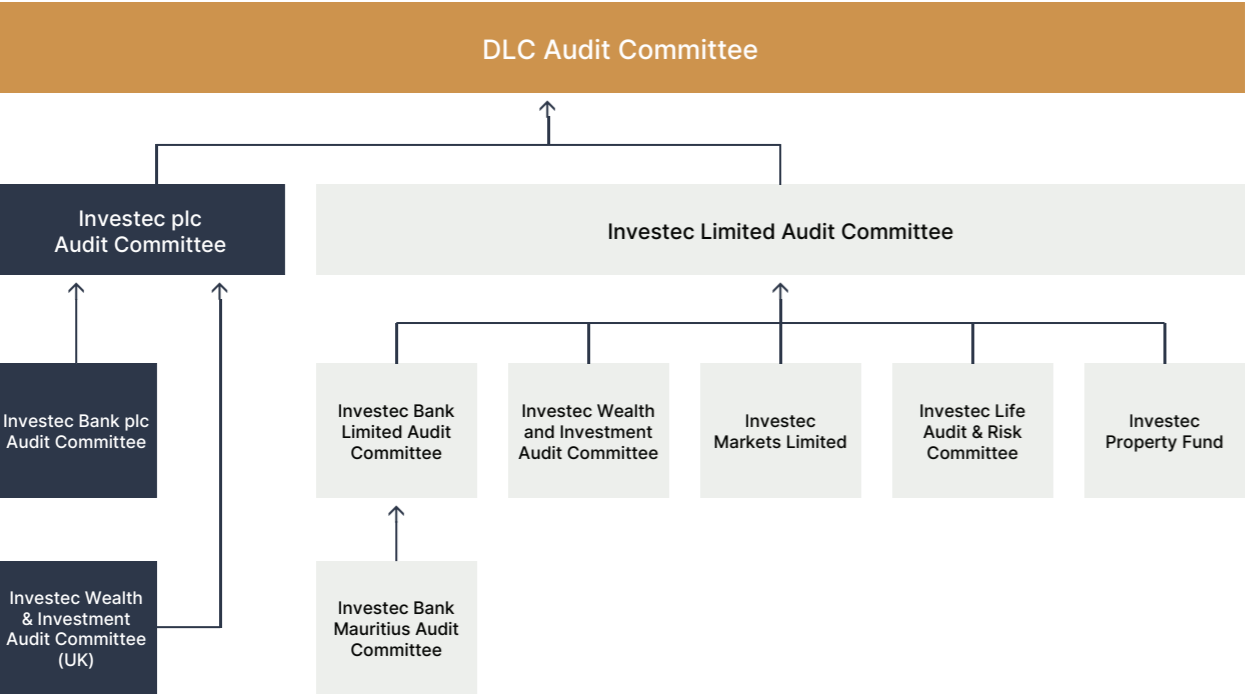 DLC Audit Committee
Investec plc
Audit Committee
Investec Limited Audit Committee
Investec Bank plc
Audit Committee
Investec Bank
Limited Audit
Committee
Investec Wealth
and Investment
Audit Committee
Investec
Markets Limited
Investec Life
Audit & Risk
Committee
Investec
Property Fund
Investec Wealth
& Investment
Audit Committee
(UK)
Investec Bank
Mauritius Audit
Committee